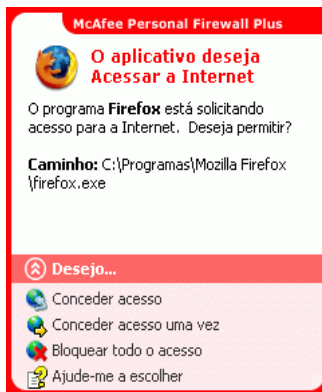 McAfee Personal Firewall Plus
O aplicativo deseja
Acessar a Internet
O programa Firefox está solicitando
acesso para a Internet. Deseja permitir?
Caminho: C:\Programas\Mozilla Firefox
\firefox.exe
Desejo...
Conceder acesso
Conceder acesso uma vez
Bloquear todo o acesso
Ajude-me a escolher